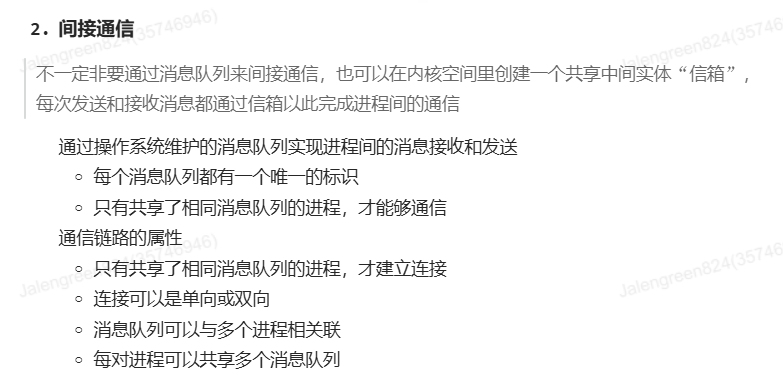 2. 间接通信
不一定非要通过消息队列来间接通信，也可以在内核空间里创建一个共享中间实体“信箱”，
每次发送和接收消息都通过信箱以此完成进程间的通信
通过操作系统维护的消息队列实现进程间的消息接收和发送
○ 每个消息队列都有一个唯一的标识
○ 只有共享了相同消息队列的进程，才能够通信
通信链路的属性
○ 只有共享了相同消息队列的进程，才建立连接
○ 连接可以是单向或双向
○ 消息队列可以与多个进程相关联
○ 每对进程可以共享多个消息队列
Jalengreen824(35746946)
Jalengreen824(35746
Jalengreen824(35746946)
Jalengreen824(35746